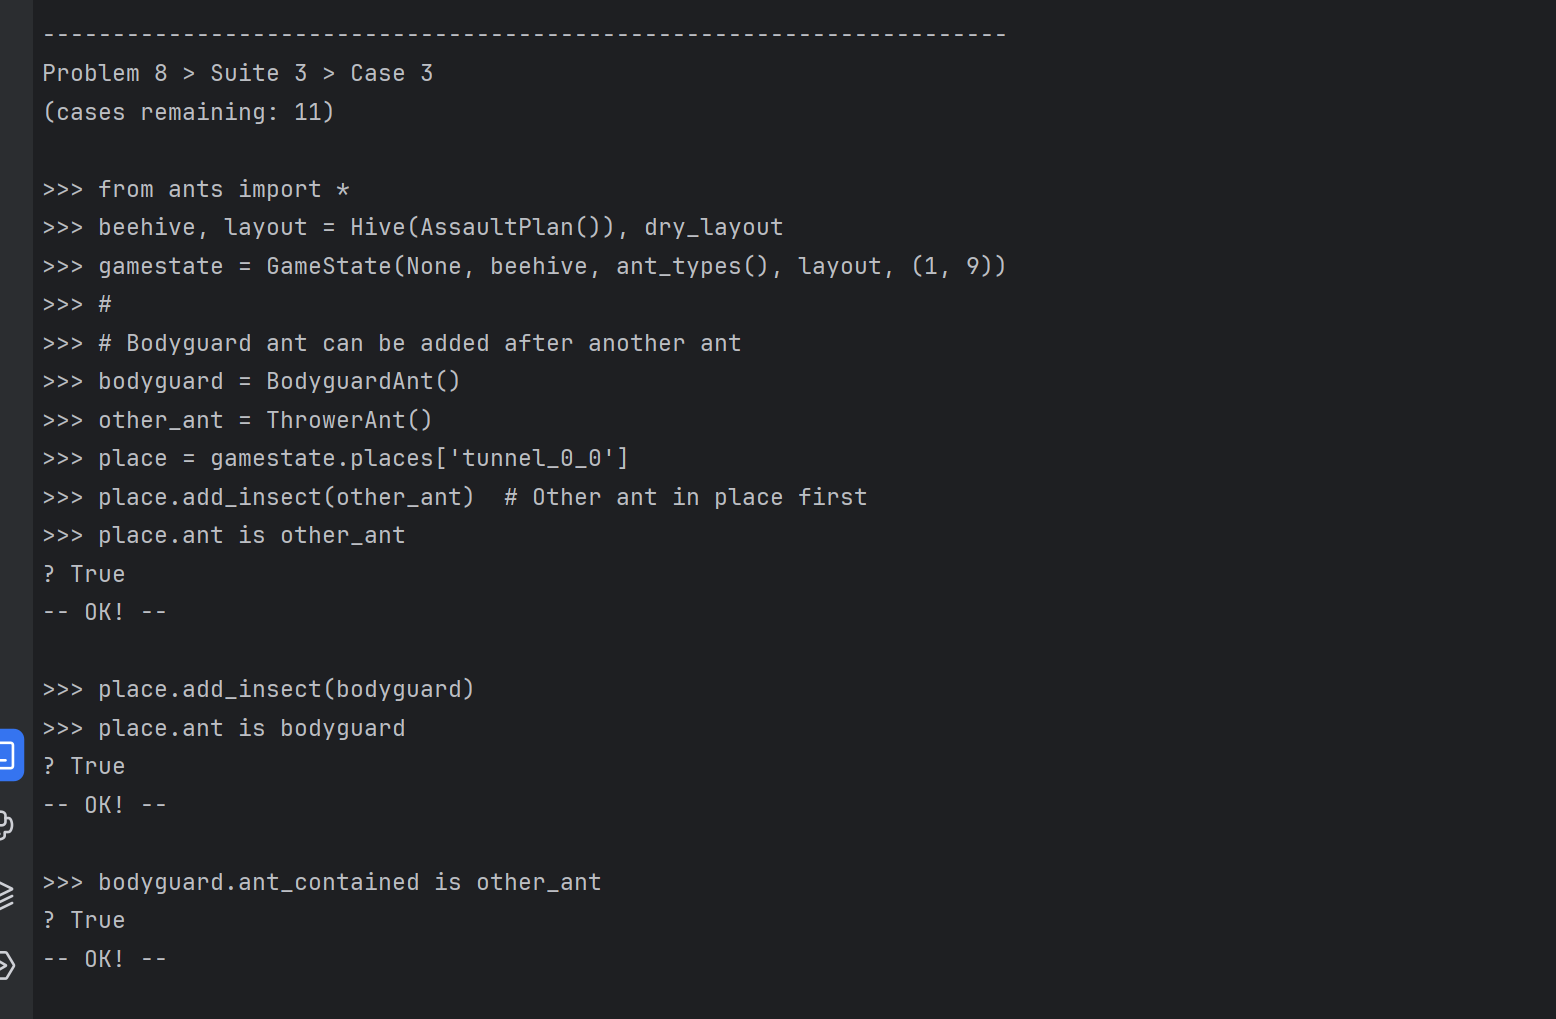 ---------------------------------------------------------------------
Problem 8 > Suite 3 > Case 3
(cases remaining: 11)
>>> from ants import *
>>> beehive, layout = Hive(AssaultPlan()), dry_layout
>>> gamestate = GameState(None, beehive, ant_types(), layout, (1, 9))
>>> #
>>> # Bodyguard ant can be added after another ant
>>> bodyguard = BodyguardAnt()
>>> other_ant = ThrowerAnt()
>>> place = gamestate.places['tunnel_0_0']
>>> place.add_insect(other_ant)  # Other ant in place first
>>> place.ant is other_ant
? True
-- OK! --
>>> place.add_insect(bodyguard)
>>> place.ant is bodyguard
? True
-- OK! --
>>> bodyguard.ant_contained is other_ant
? True
-- OK! --